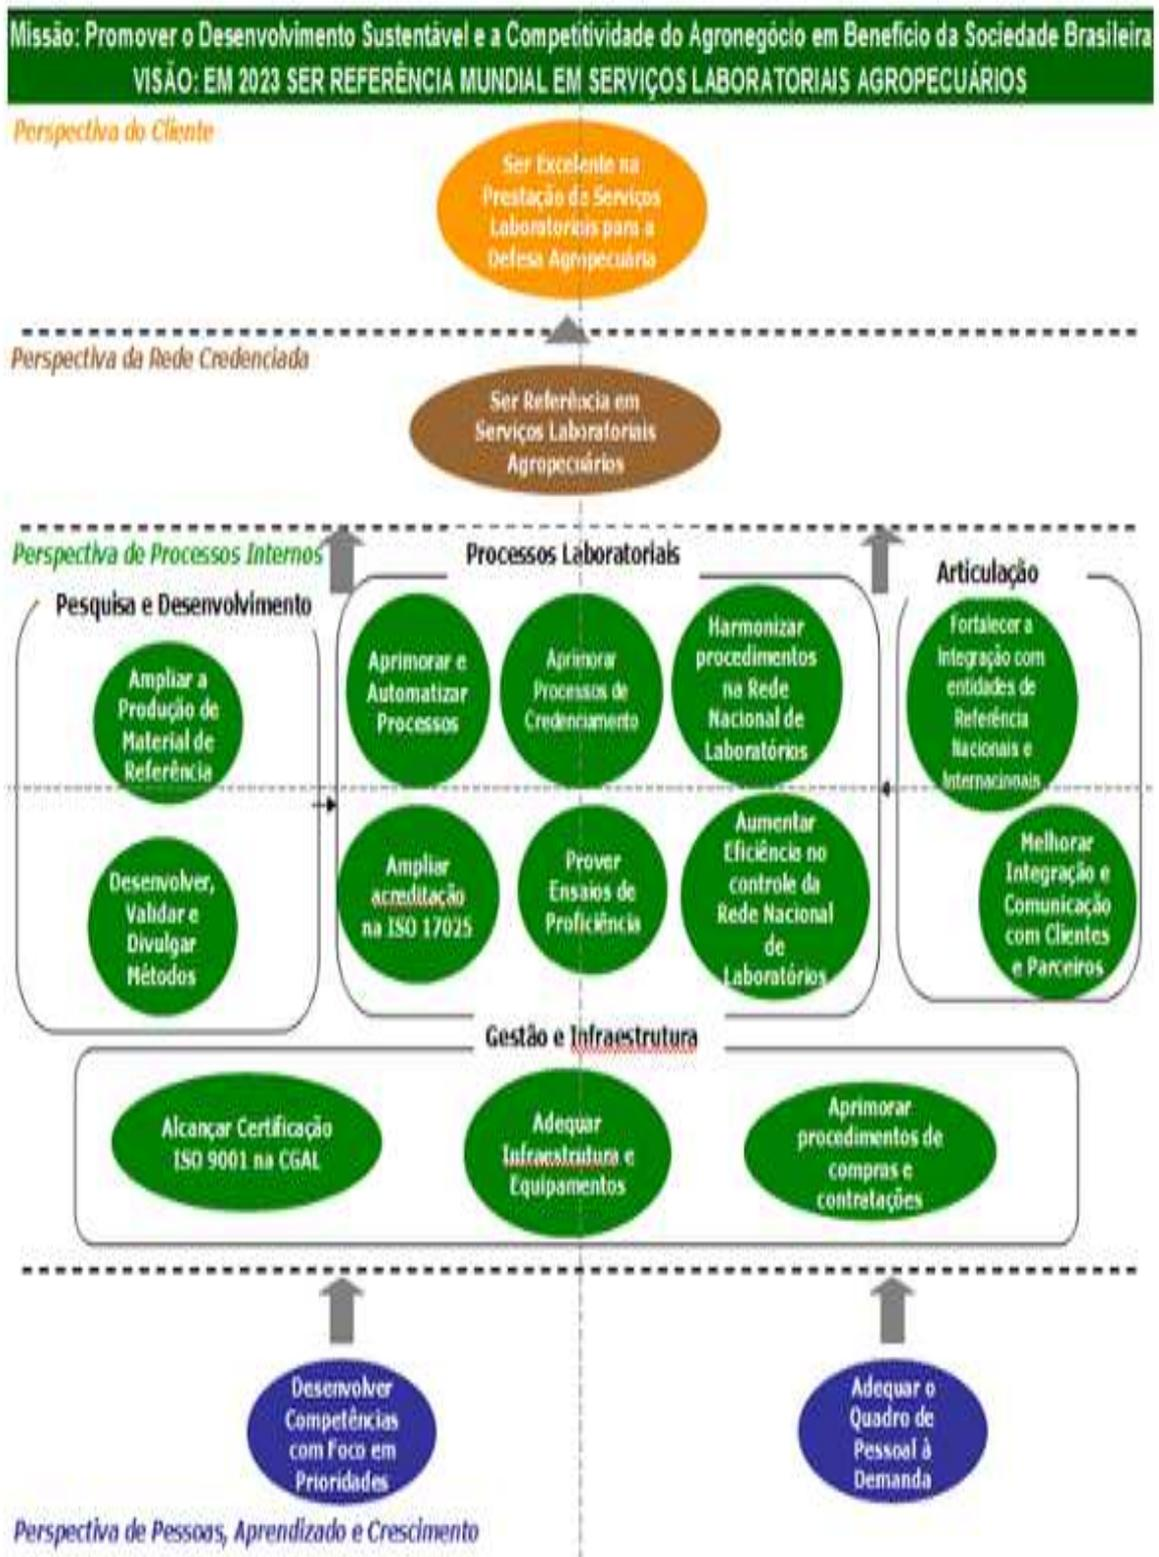 Missão: Promover o Desenvolvimento Sustentável e a Competitividade do Agronegócio em Benefício da Sociedade Brasileira
VISÃO: EM 2023 SER REFERÊNCIA MUNDIAL EM SERVIÇOS LABORATORIAIS AGROPECUÁRIOS
Perspectiva do Cliente
Ser Excelente na
Prestação de Serviços
Laboratoriais para a
Defesa Agropecuária
Perspectiva da Rede Credenciada
Ser Referência em
Serviços Laboratoriais
Agropecuários
Perspectiva de Processos Internos
Pesquisa e Desenvolvimento
Ampliar a
Produção de
Material de
Referência
Desenvolver,
Validar e
Divulgar
Métodos
Processos Laboratoriais
Aprimorar e
Automatizar
Processos
Aprimorar
Processos de
Credenciamento
Harmonizar
procedimentos
na Rede
Nacional de
Laboratórios
Ampliar
acreditação
na ISO 17025
Prover
Ensaios de
Proficiência
Aumentar
Eficiência no
controle da
Rede Nacional
de
Laboratórios
Articulação
Fortalecer a
Integração com
entidades de
Referência
Nacionais e
Internacionais
Melhorar
Integração e
Comunicação
com Clientes
e Parceiros
Gestão e Infraestrutura
Alcançar Certificação
ISO 9001 na CGAL
Adequar
Infraestrutura e
Equipamentos
Aprimorar
procedimentos de
compras e
contratações
Desenvolver
Competências
com Foco em
Prioridades
Adequar o
Quadro de
Pessoal à
Demanda
Perspectiva de Pessoas, Aprendizado e Crescimento